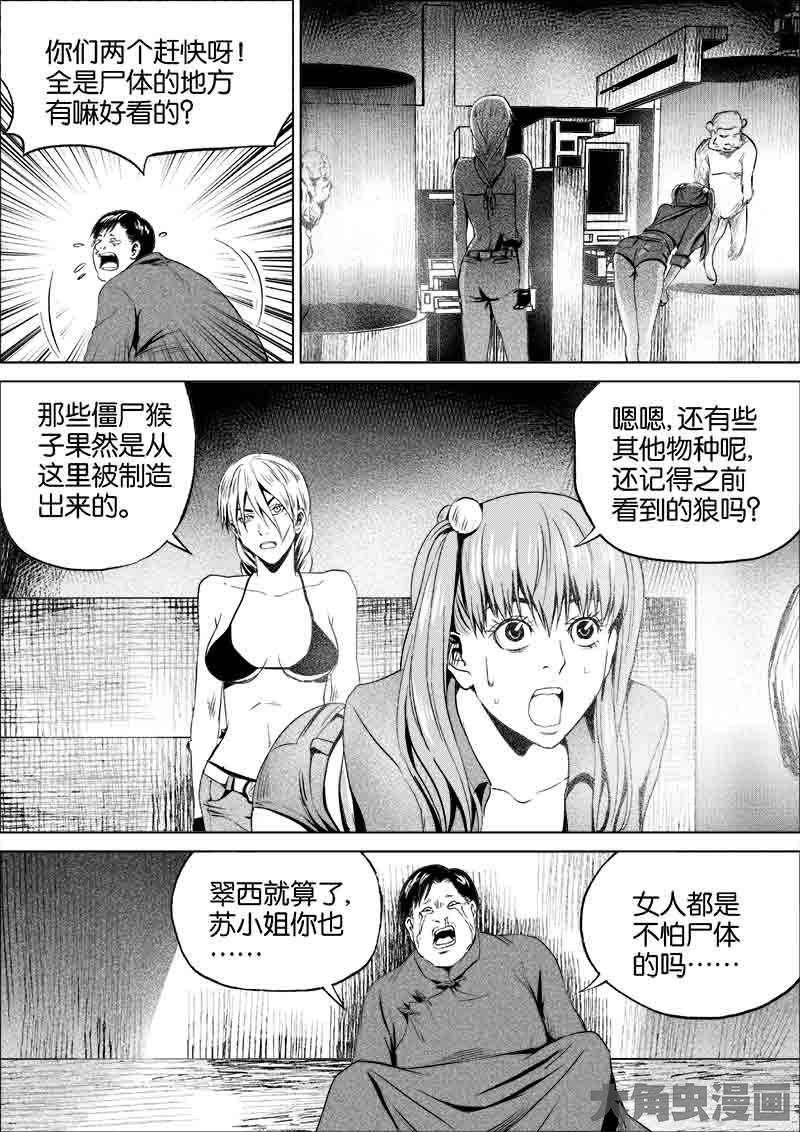 你们两个赶快呀！
全是尸体的地方
有嘛好看的？
那些僵尸猴
子果然是从
这里被制造
出来的。
嗯嗯，还有些
其他物种呢，
还记得之前
看到的狼吗？
翠西就算了，
苏小姐你也
……
女人都是
不怕尸体
的吗……
大角虫漫画